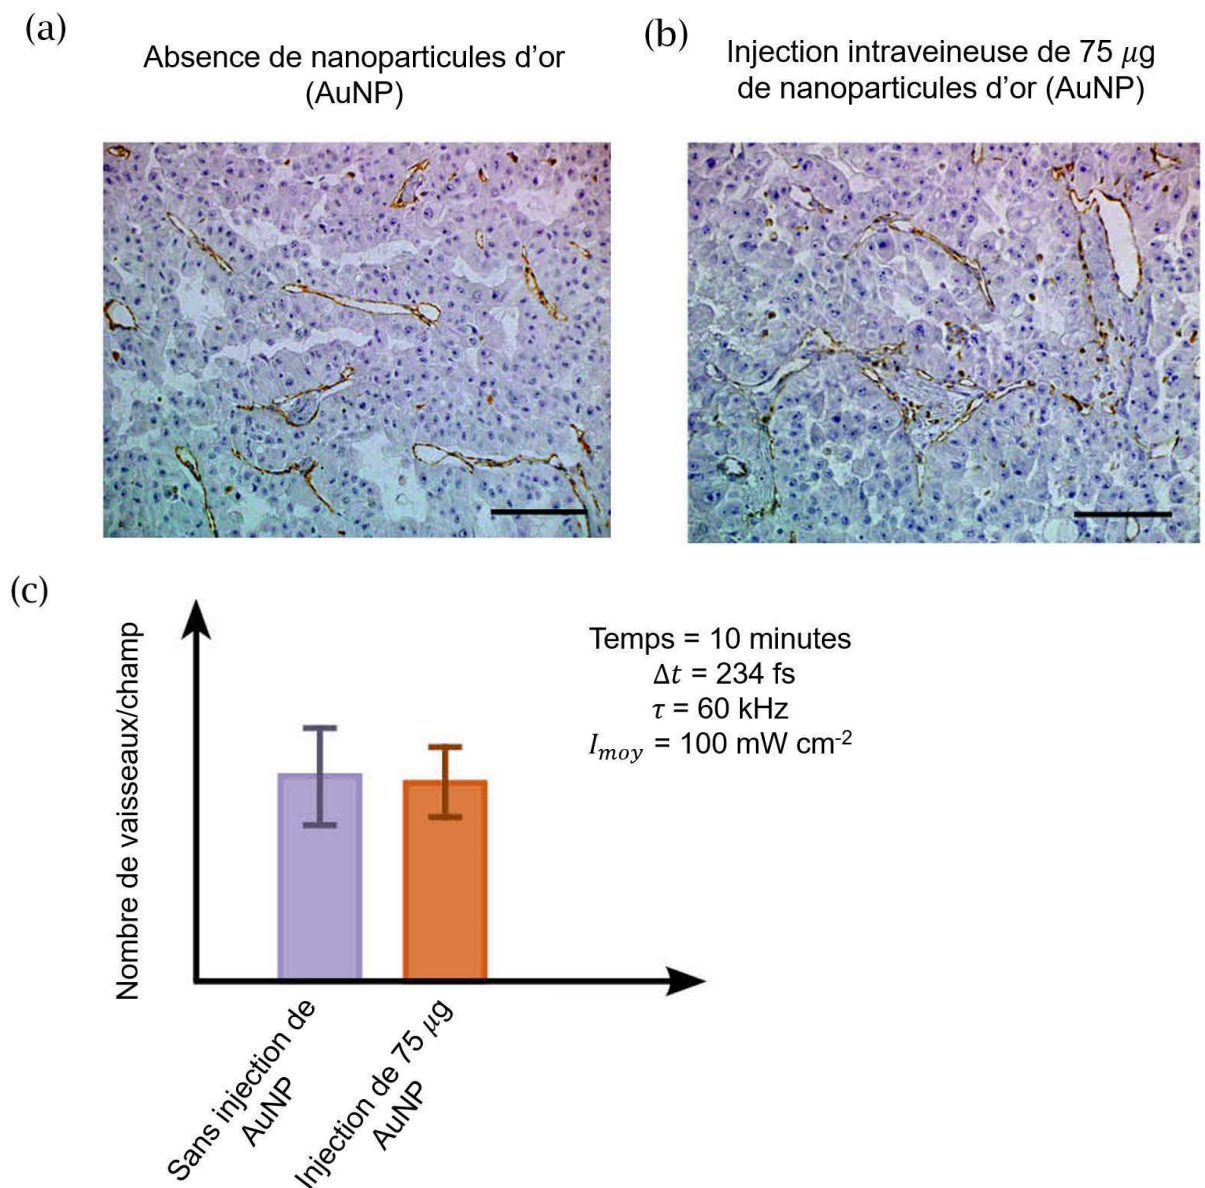 (a)
Absence de nanoparticules d’or
(AuNP)
(b)
Injection intraveineuse de 75 𝜇g
de nanoparticules d’or (AuNP)
(c)
Nombre de vaisseaux/champ
Temps = 10 minutes
Δ𝑡 = 234 fs
𝜏 = 60 kHz
𝐼𝑚𝑜𝑦 = 100 mW cm⁻²
Sans injection de
AuNP
Injection de 75 𝜇g
AuNP